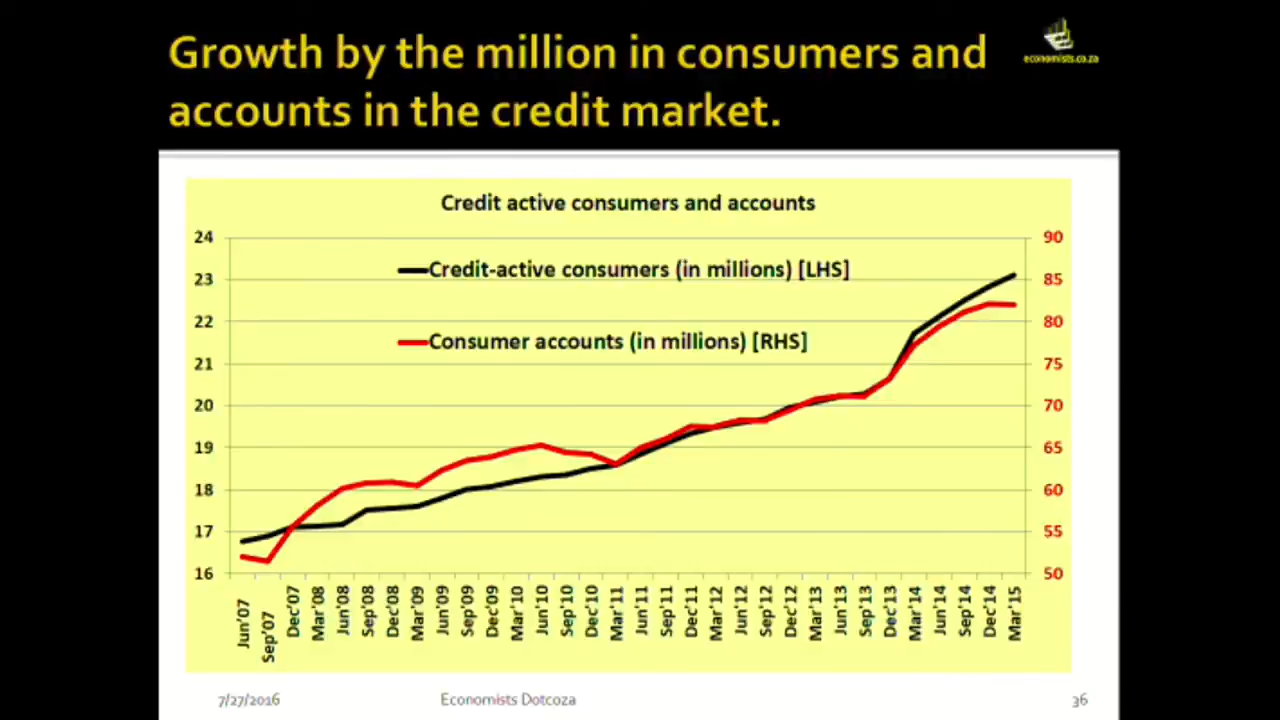 Growth by the million in consumers and
accounts in the credit market.
economists.co.za
Credit active consumers and accounts
Credit-active consumers (in millions) [LHS]
Consumer accounts (in millions) [RHS]
24
23
22
21
20
19
18
17
16
90
85
80
75
70
65
60
55
50
Jun'07
Sep'07
Dec'07
Mar'08
Jun'08
Sep'08
Dec'08
Mar'09
Jun'09
Sep'09
Dec'09
Mar'10
Jun'10
Sep'10
Dec'10
Mar'11
Jun'11
Sep'11
Dec'11
Mar'12
Jun'12
Sep'12
Dec'12
Mar'13
Jun'13
Sep'13
Dec'13
Mar'14
Jun'14
Sep'14
Dec'14
Mar'15
7/27/2016
Economists Dotcoza
36